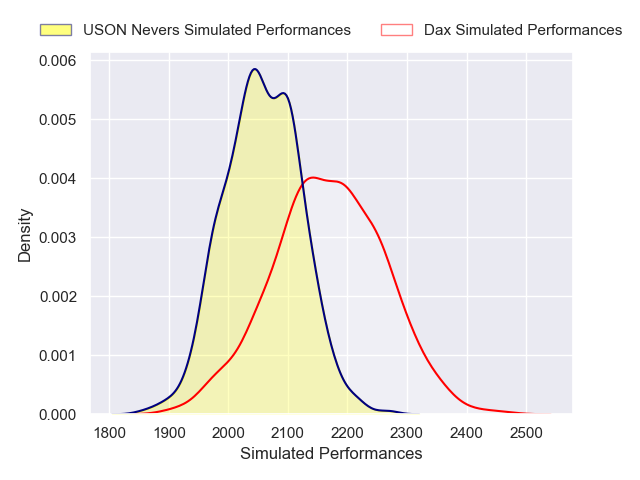 USON Nevers Simulated Performances
Dax Simulated Performances
0.006
0.005
0.004
0.003
0.002
0.001
0.000
Density
1800 1900 2000 2100 2200 2300 2400 2500
Simulated Performances